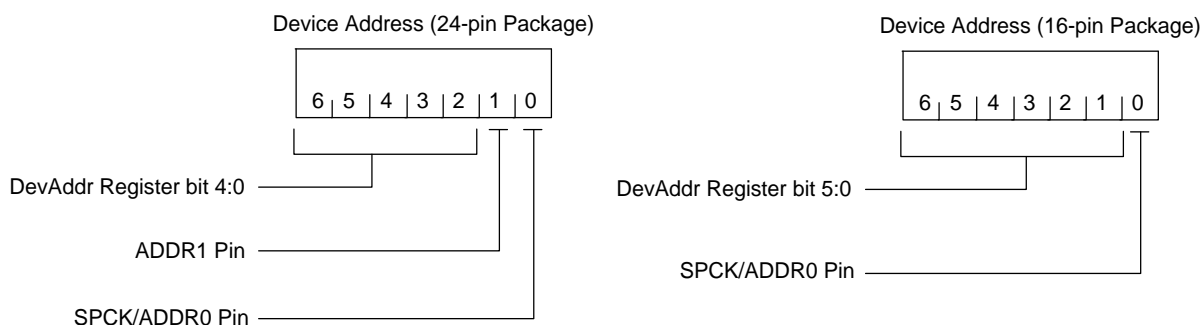 Device Address (24-pin Package)
6 5 4 3 2 1 0
DevAddr Register bit 4:0
ADDR1 Pin
SPCK/ADDR0 Pin
Device Address (16-pin Package)
6 5 4 3 2 1 0
DevAddr Register bit 5:0
SPCK/ADDR0 Pin